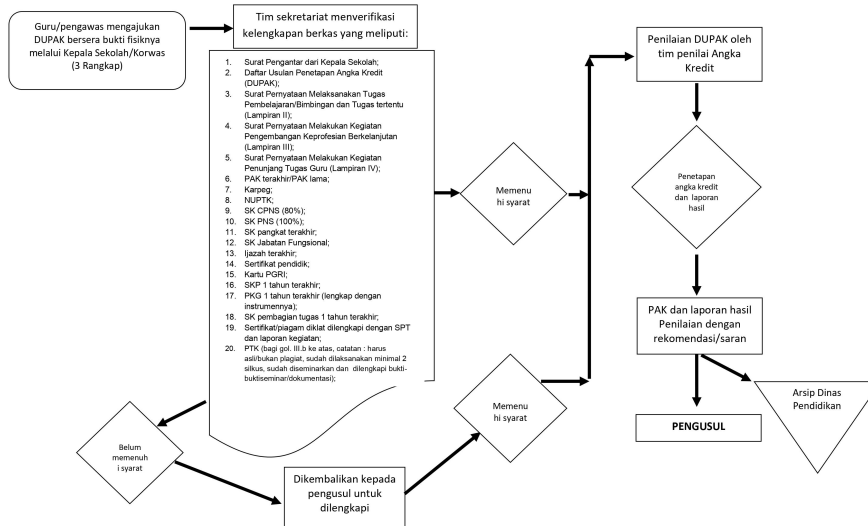 Guru/pengawas mengajukan
DUPAK bersera bukti fisiknya
melalui Kepala Sekolah/Korwas
(3 Rangkap)
Tim sekretariat menverifikasi
kelengkapan berkas yang meliputi:
1. Surat Pengantar dari Kepala Sekolah;
2. Daftar Usulan Penetapan Angka Kredit
(DUPAK);
3. Surat Pernyataan Melaksanakan Tugas
Pembelajaran/Bimbingan dan Tugas tertentu
(Lampiran II);
4. Surat Pernyataan Melakukan Kegiatan
Pengembangan Keprofesian Berkelanjutan
(Lampiran III);
5. Surat Pernyataan Melakukan Kegiatan
Penunjang Tugas Guru (Lampiran IV);
6. PAK terakhir/PAK lama;
7. Karpeg;
8. NUPTK;
9. SK CPNS (80%)
10. SK PNS (100%)
11. SK pangkat terakhir;
12. SK Jabatan Fungsional;
13. Ijazah terakhir;
14. Sertifikat pendidik;
15. Kartu PGRI;
16. SKP 1 tahun terakhir;
17. PKG 1 tahun terakhir (lengkap dengan
instrumennya);
18. SK pembagian tugas 1 tahun terakhir;
19. Sertifikat/piagam diklat dilengkapi dengan SPT
dan laporan kegiatan;
20. PTK (bagi gol. III.b ke atas, catatan : harus
asli/bukan plagiat, sudah dilaksanakan minimal 2
silkus, sudah diseminarkan dan dilengkapi bukti-
buktiseminar/dokumentasi);
Memenu
hi syarat
Belum
memenuh
i syarat
Dikembalikan kepada
pengusul untuk
dilengkapi
Memenu
hi syarat
Penilaian DUPAK oleh
tim penilai Angka
Kredit
Penetapan
angka kredit
dan laporan
hasil
PAK dan laporan hasil
Penilaian dengan
rekomendasi/saran
PENGUSUL
Arsip Dinas
Pendidikan